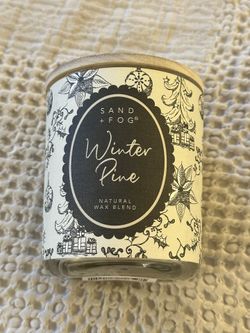 SAND
+ FOG®
Winter
Pine
NATURAL
WAX BLEND